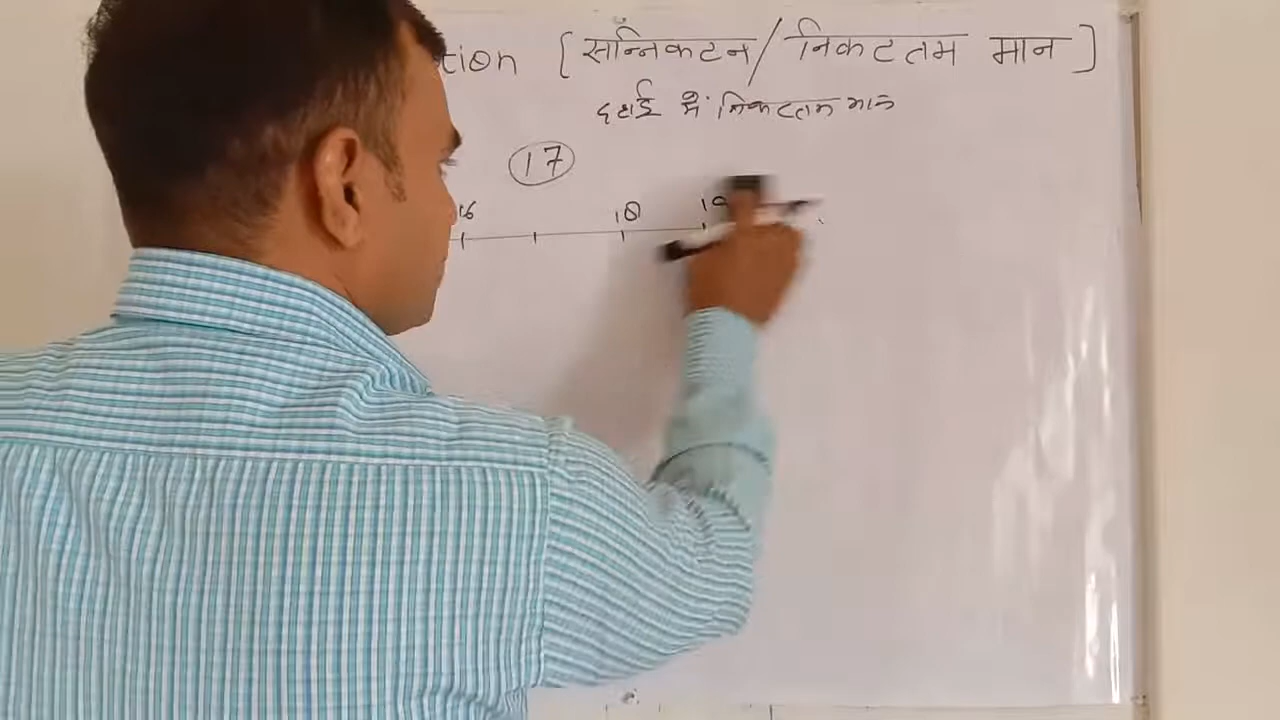 tion [सन्निकटन/निकटतम मान]
दहाई में निकटतम मान
17
16 18 19